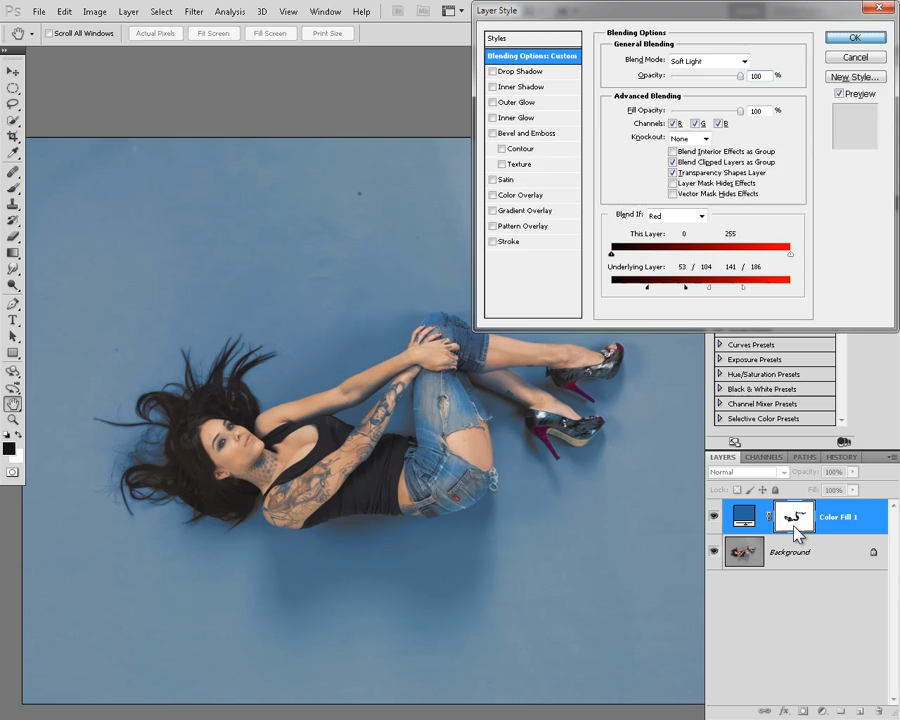 Ps File Edit Image Layer Select Filter Analysis 3D View Window Help Br Mb
Scroll All Windows Actual Pixels Fit Screen Fill Screen Print Size
Layer Style
Styles
Blending Options: Custom
Drop Shadow
Inner Shadow
Outer Glow
Inner Glow
Bevel and Emboss
Contour
Texture
Satin
Color Overlay
Gradient Overlay
Pattern Overlay
Stroke
Blending Options
General Blending
Blend Mode: Soft Light
Opacity: 100 %
Advanced Blending
Fill Opacity: 100 %
Channels: R G B
Knockout: None
Blend Interior Effects as Group
Blend Clipped Layers as Group
Transparency Shapes Layer
Layer Mask Hides Effects
Vector Mask Hides Effects
Blend If: Red
This Layer: 0 255
Underlying Layer: 53 / 104 141 / 186
OK
Cancel
New Style...
Preview
Curves Presets
Exposure Presets
Hue/Saturation Presets
Black & White Presets
Channel Mixer Presets
Selective Color Presets
LAYERS CHANNELS PATHS HISTORY
Normal Opacity: 100%
Lock: Fill: 100%
Color Fill 1
Background
fx